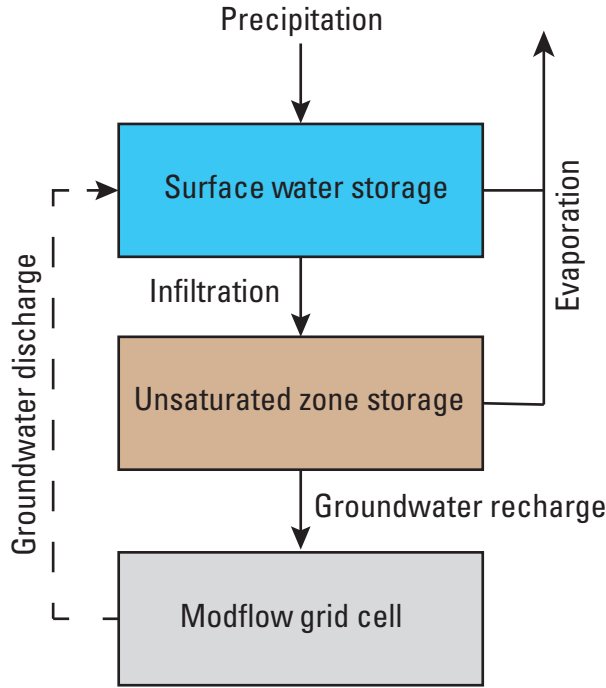 Precipitation
Surface water storage
Evaporation
Infiltration
Groundwater discharge
Unsaturated zone storage
Groundwater recharge
Modflow grid cell